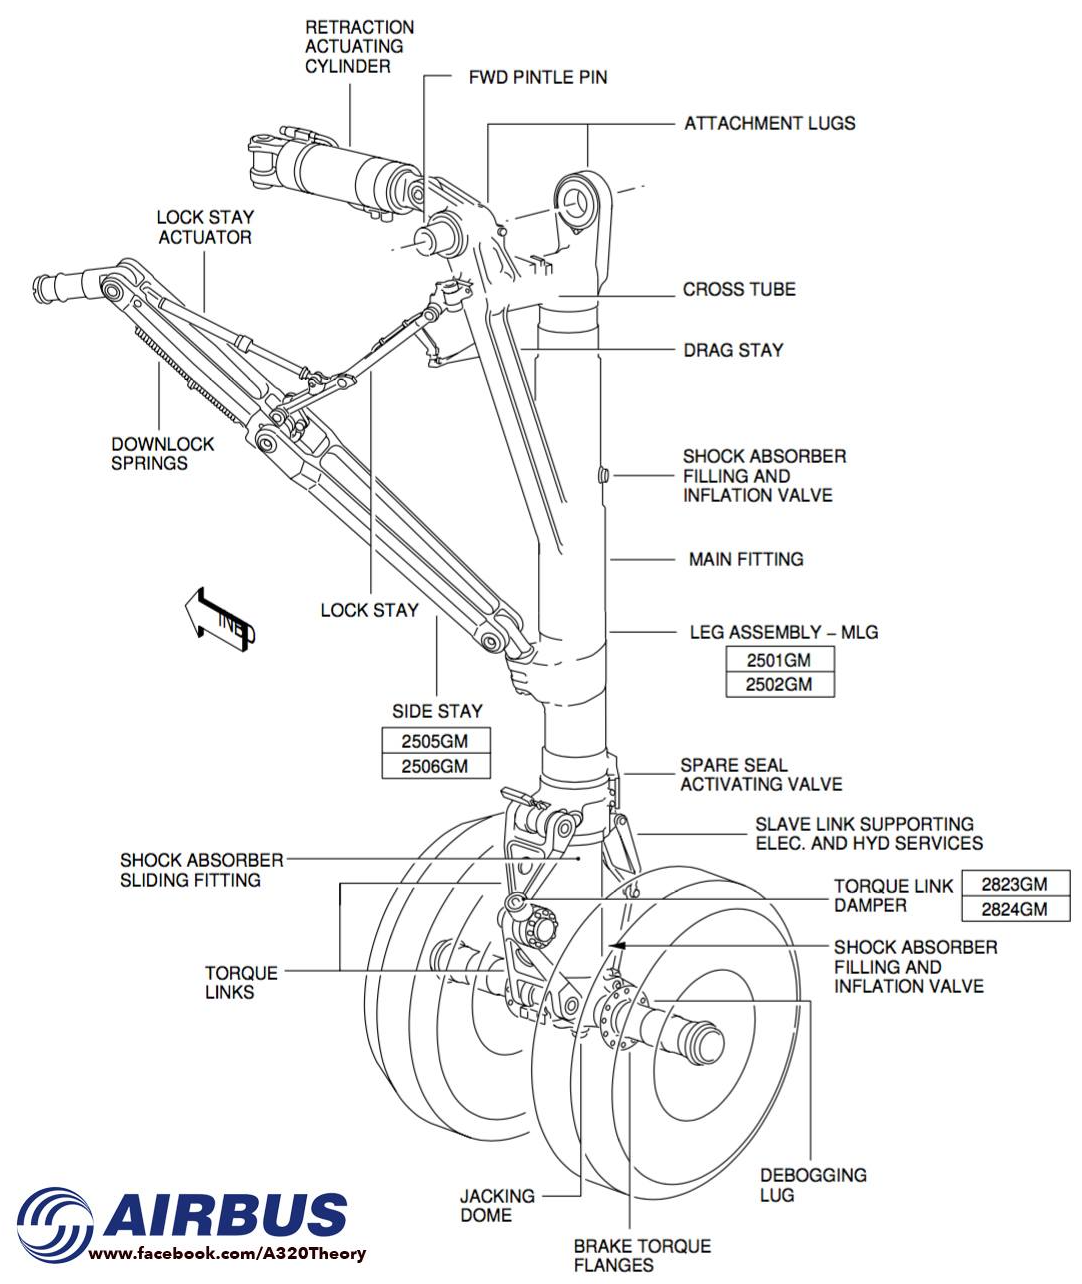 RETRACTION
ACTUATING
CYLINDER
FWD PINTLE PIN
ATTACHMENT LUGS
LOCK STAY
ACTUATOR
CROSS TUBE
DRAG STAY
DOWNLOCK
SPRINGS
SHOCK ABSORBER
FILLING AND
INFLATION VALVE
MAIN FITTING
LOCK STAY
INBD
LEG ASSEMBLY – MLG
2501GM
2502GM
SIDE STAY
2505GM
2506GM
SPARE SEAL
ACTIVATING VALVE
SLAVE LINK SUPPORTING
ELEC. AND HYD SERVICES
SHOCK ABSORBER
SLIDING FITTING
TORQUE LINK
DAMPER
2823GM
2824GM
SHOCK ABSORBER
FILLING AND
INFLATION VALVE
TORQUE
LINKS
DEBOGGING
LUG
JACKING
DOME
BRAKE TORQUE
FLANGES
AIRBUS
www.facebook.com/A320Theory